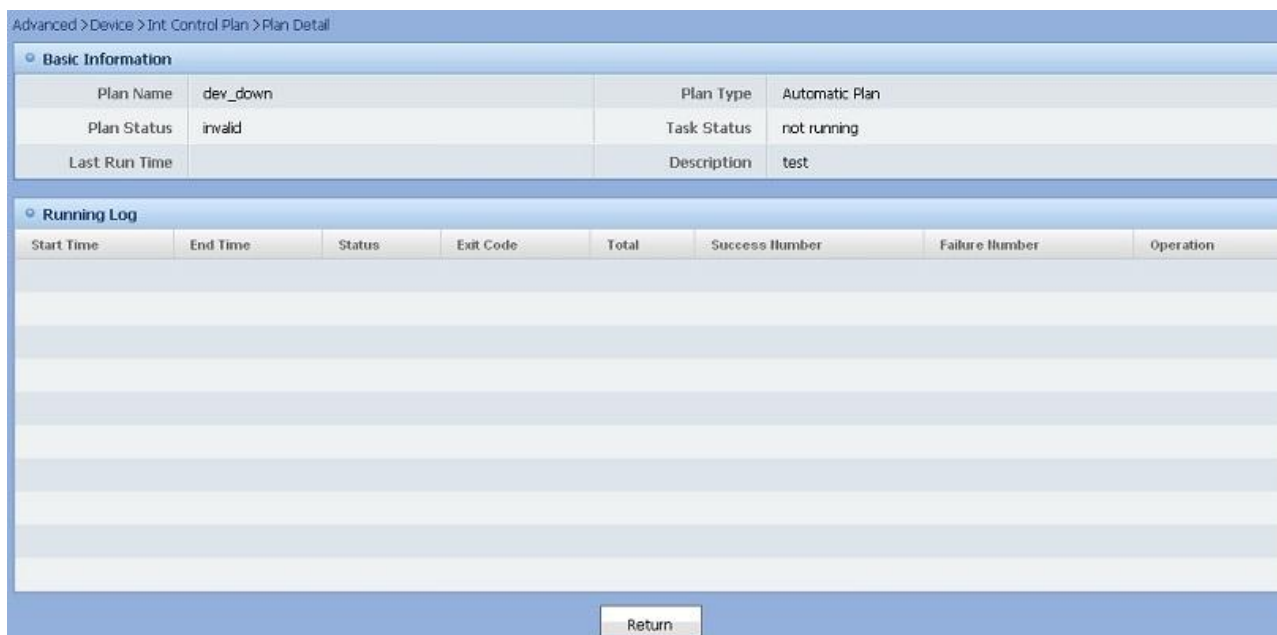 Advanced >Device >Int Control Plan >Plan Detail
Basic Information
Plan Name dev_down Plan Type Automatic Plan
Plan Status invalid Task Status not running
Last Run Time Description test
Running Log
Start Time End Time Status Exit Code Total Success Number Failure Number Operation
Return